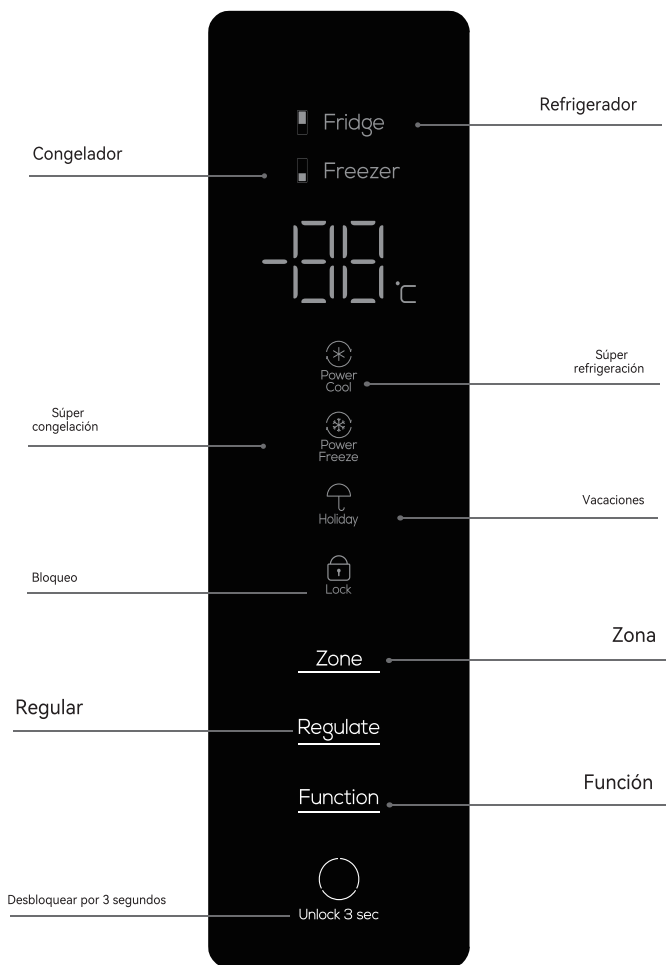 Refrigerador
Fridge
Congelador
Freezer
-88 °C
Power
Cool
Súper
refrigeración
Súper
congelación
Power
Freeze
Vacaciones
Holiday
Bloqueo
Lock
Zona
Zone
Regular
Regulate
Función
Function
Desbloquear por 3 segundos
Unlock 3 sec